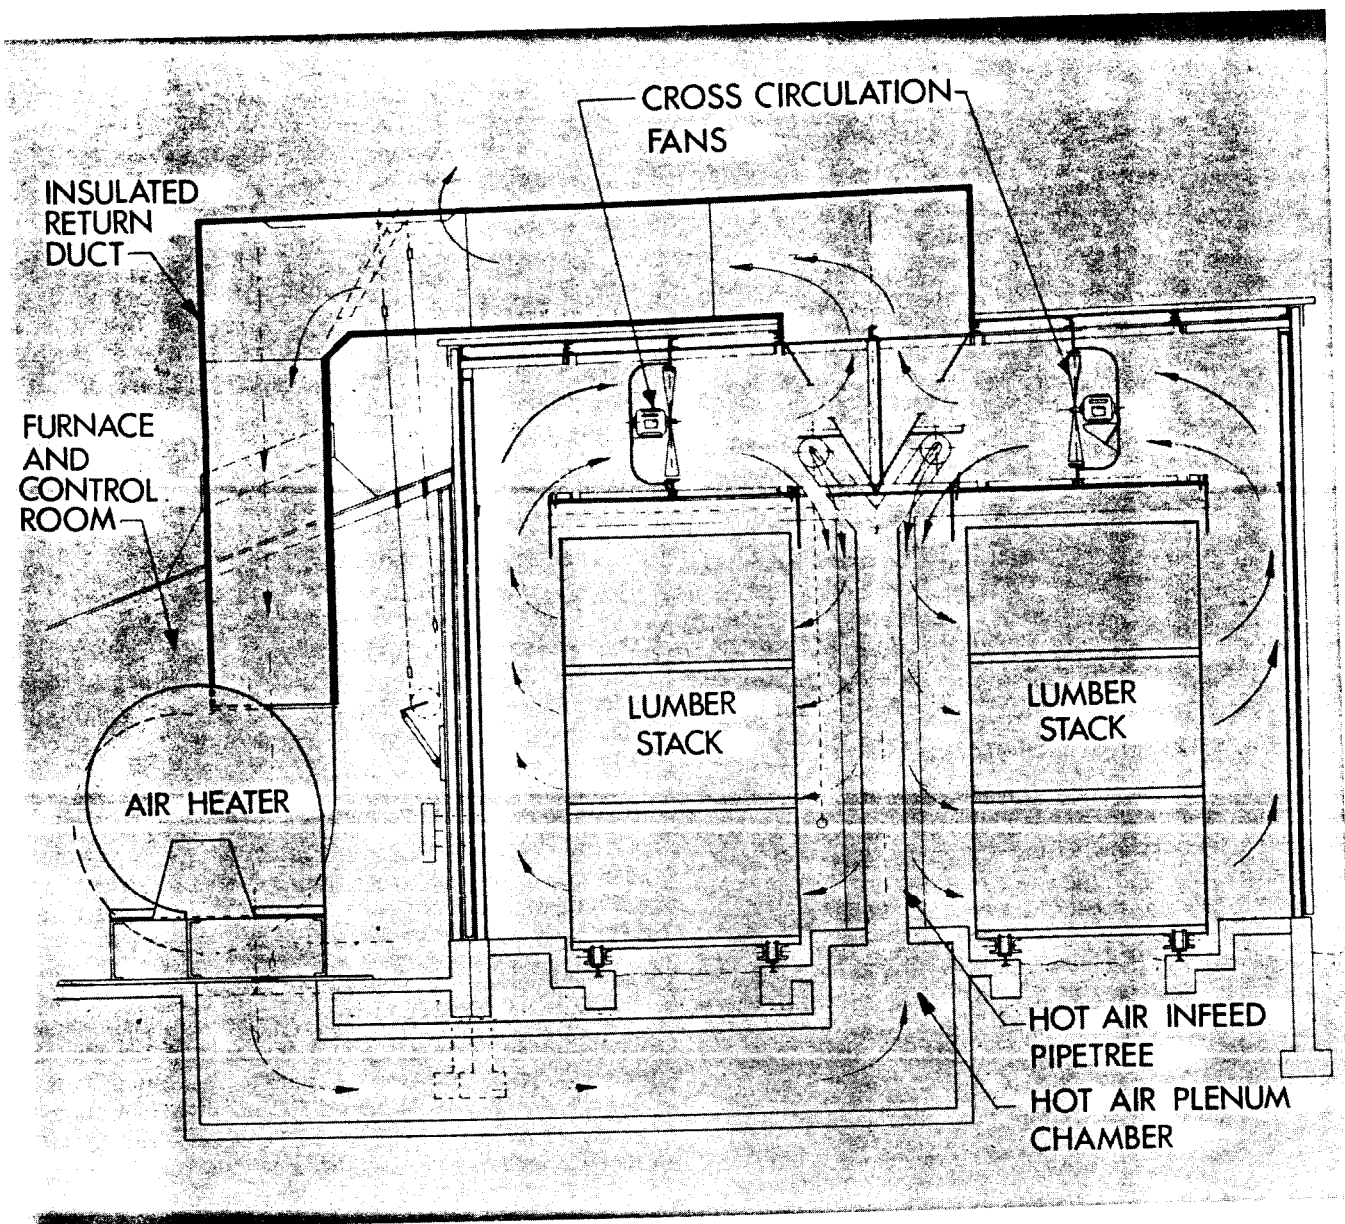 CROSS CIRCULATION
FANS
INSULATED
RETURN
DUCT
FURNACE
AND
CONTROL
ROOM
LUMBER
STACK
LUMBER
STACK
AIR HEATER
HOT AIR INFEED
PIPETREE
HOT AIR PLENUM
CHAMBER